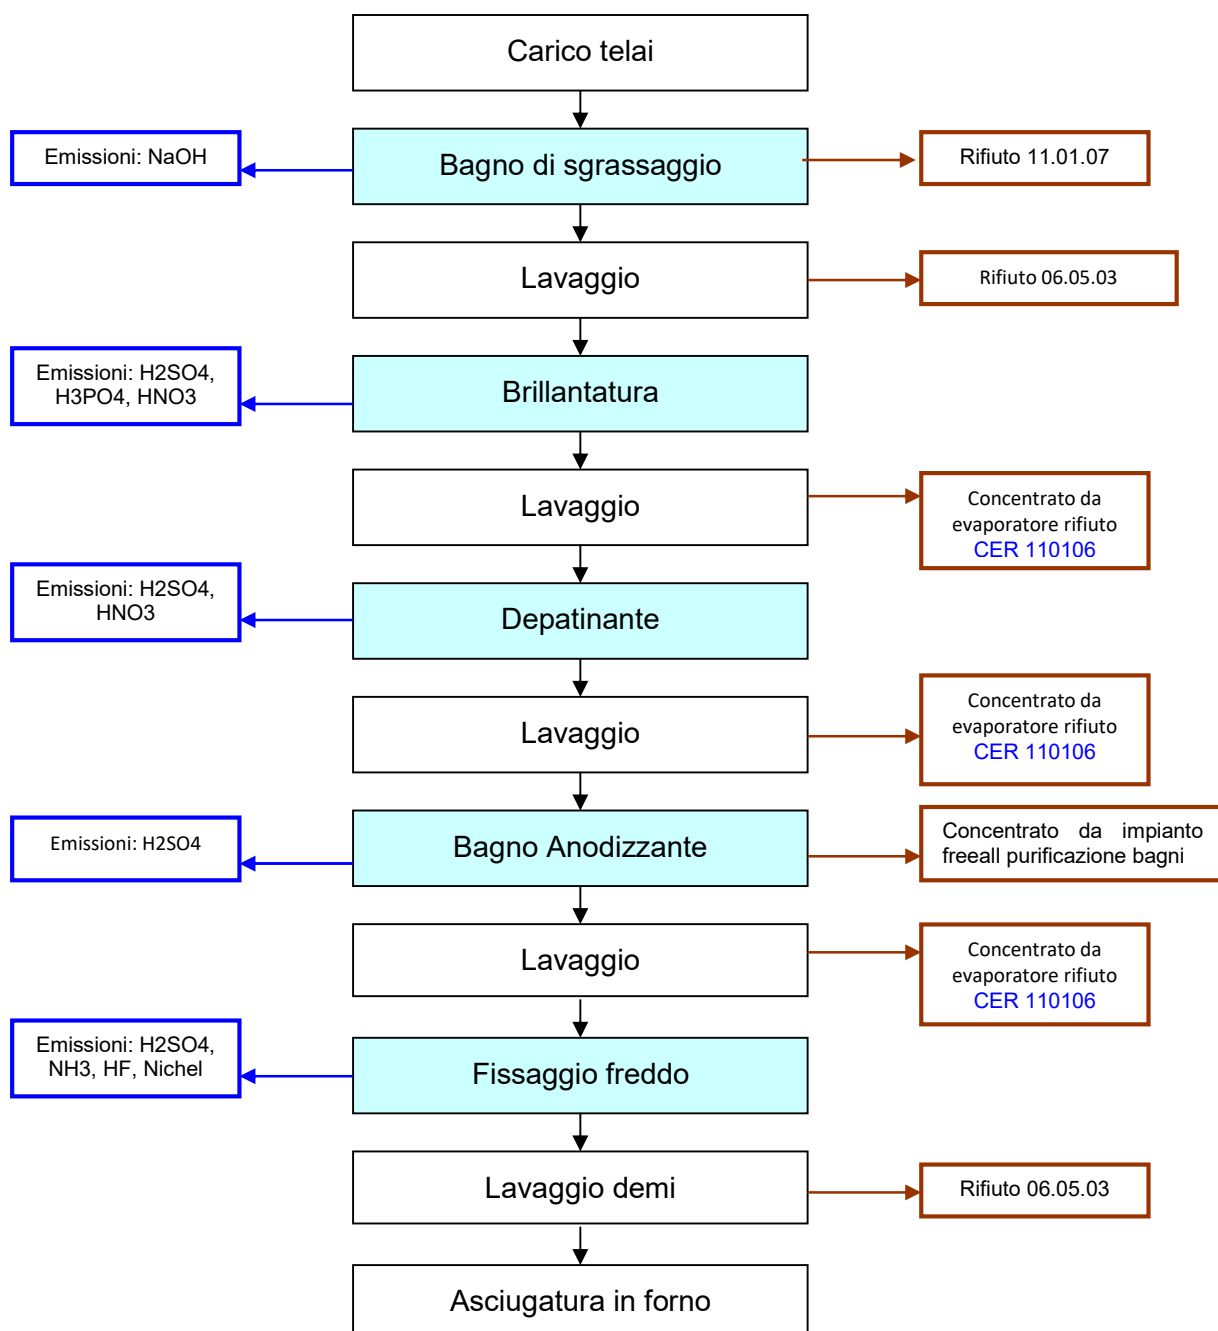 Carico telai
Emissioni: NaOH
Bagno di sgrassaggio
Rifiuto 11.01.07
Lavaggio
Rifiuto 06.05.03
Emissioni: H2SO4,
H3PO4, HNO3
Brillantatura
Lavaggio
Concentrato da
evaporatore rifiuto
CER 110106
Emissioni: H2SO4,
HNO3
Depatinante
Lavaggio
Concentrato da
evaporatore rifiuto
CER 110106
Emissioni: H2SO4
Bagno Anodizzante
Concentrato da impianto
freeall purificazione bagni
Lavaggio
Concentrato da
evaporatore rifiuto
CER 110106
Emissioni: H2SO4,
NH3, HF, Nichel
Fissaggio freddo
Lavaggio demi
Rifiuto 06.05.03
Asciugatura in forno